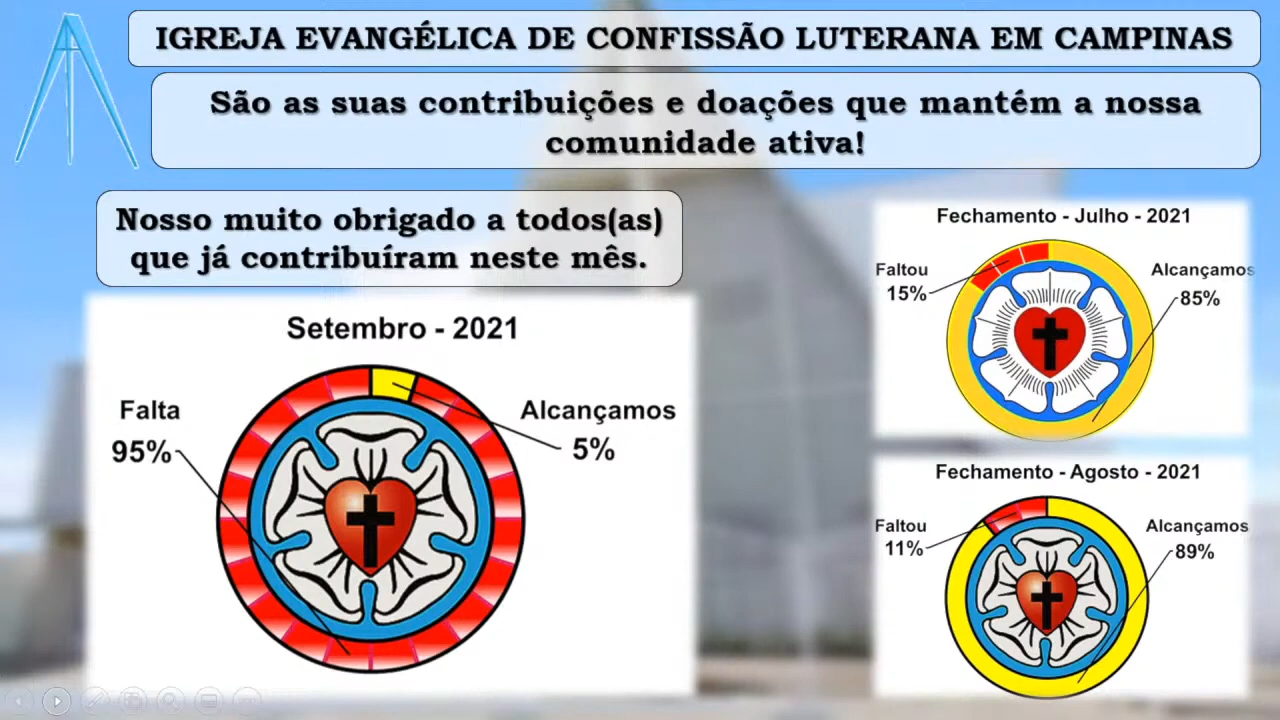 IGREJA EVANGÉLICA DE CONFISSÃO LUTERANA EM CAMPINAS
São as suas contribuições e doações que mantém a nossa
comunidade ativa!
Nosso muito obrigado a todos(as)
que já contribuíram neste mês.
Setembro - 2021
Falta
95%
Alcançamos
5%
Fechamento - Julho - 2021
Faltou
15%
Alcançamos
85%
Fechamento - Agosto - 2021
Faltou
11%
Alcançamos
89%